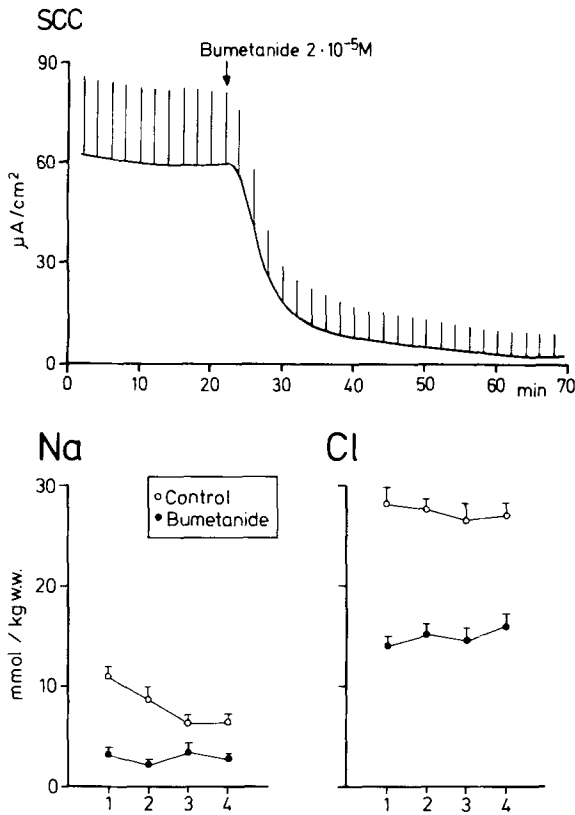 SCC
Bumetanide 2·10⁻⁵M
90
60
30
0
µA/cm²
0 10 20 30 40 50 60 min 70
Na
Cl
○ Control
● Bumetanide
30
20
10
0
mmol / kg w.w.
1 2 3 4
1 2 3 4